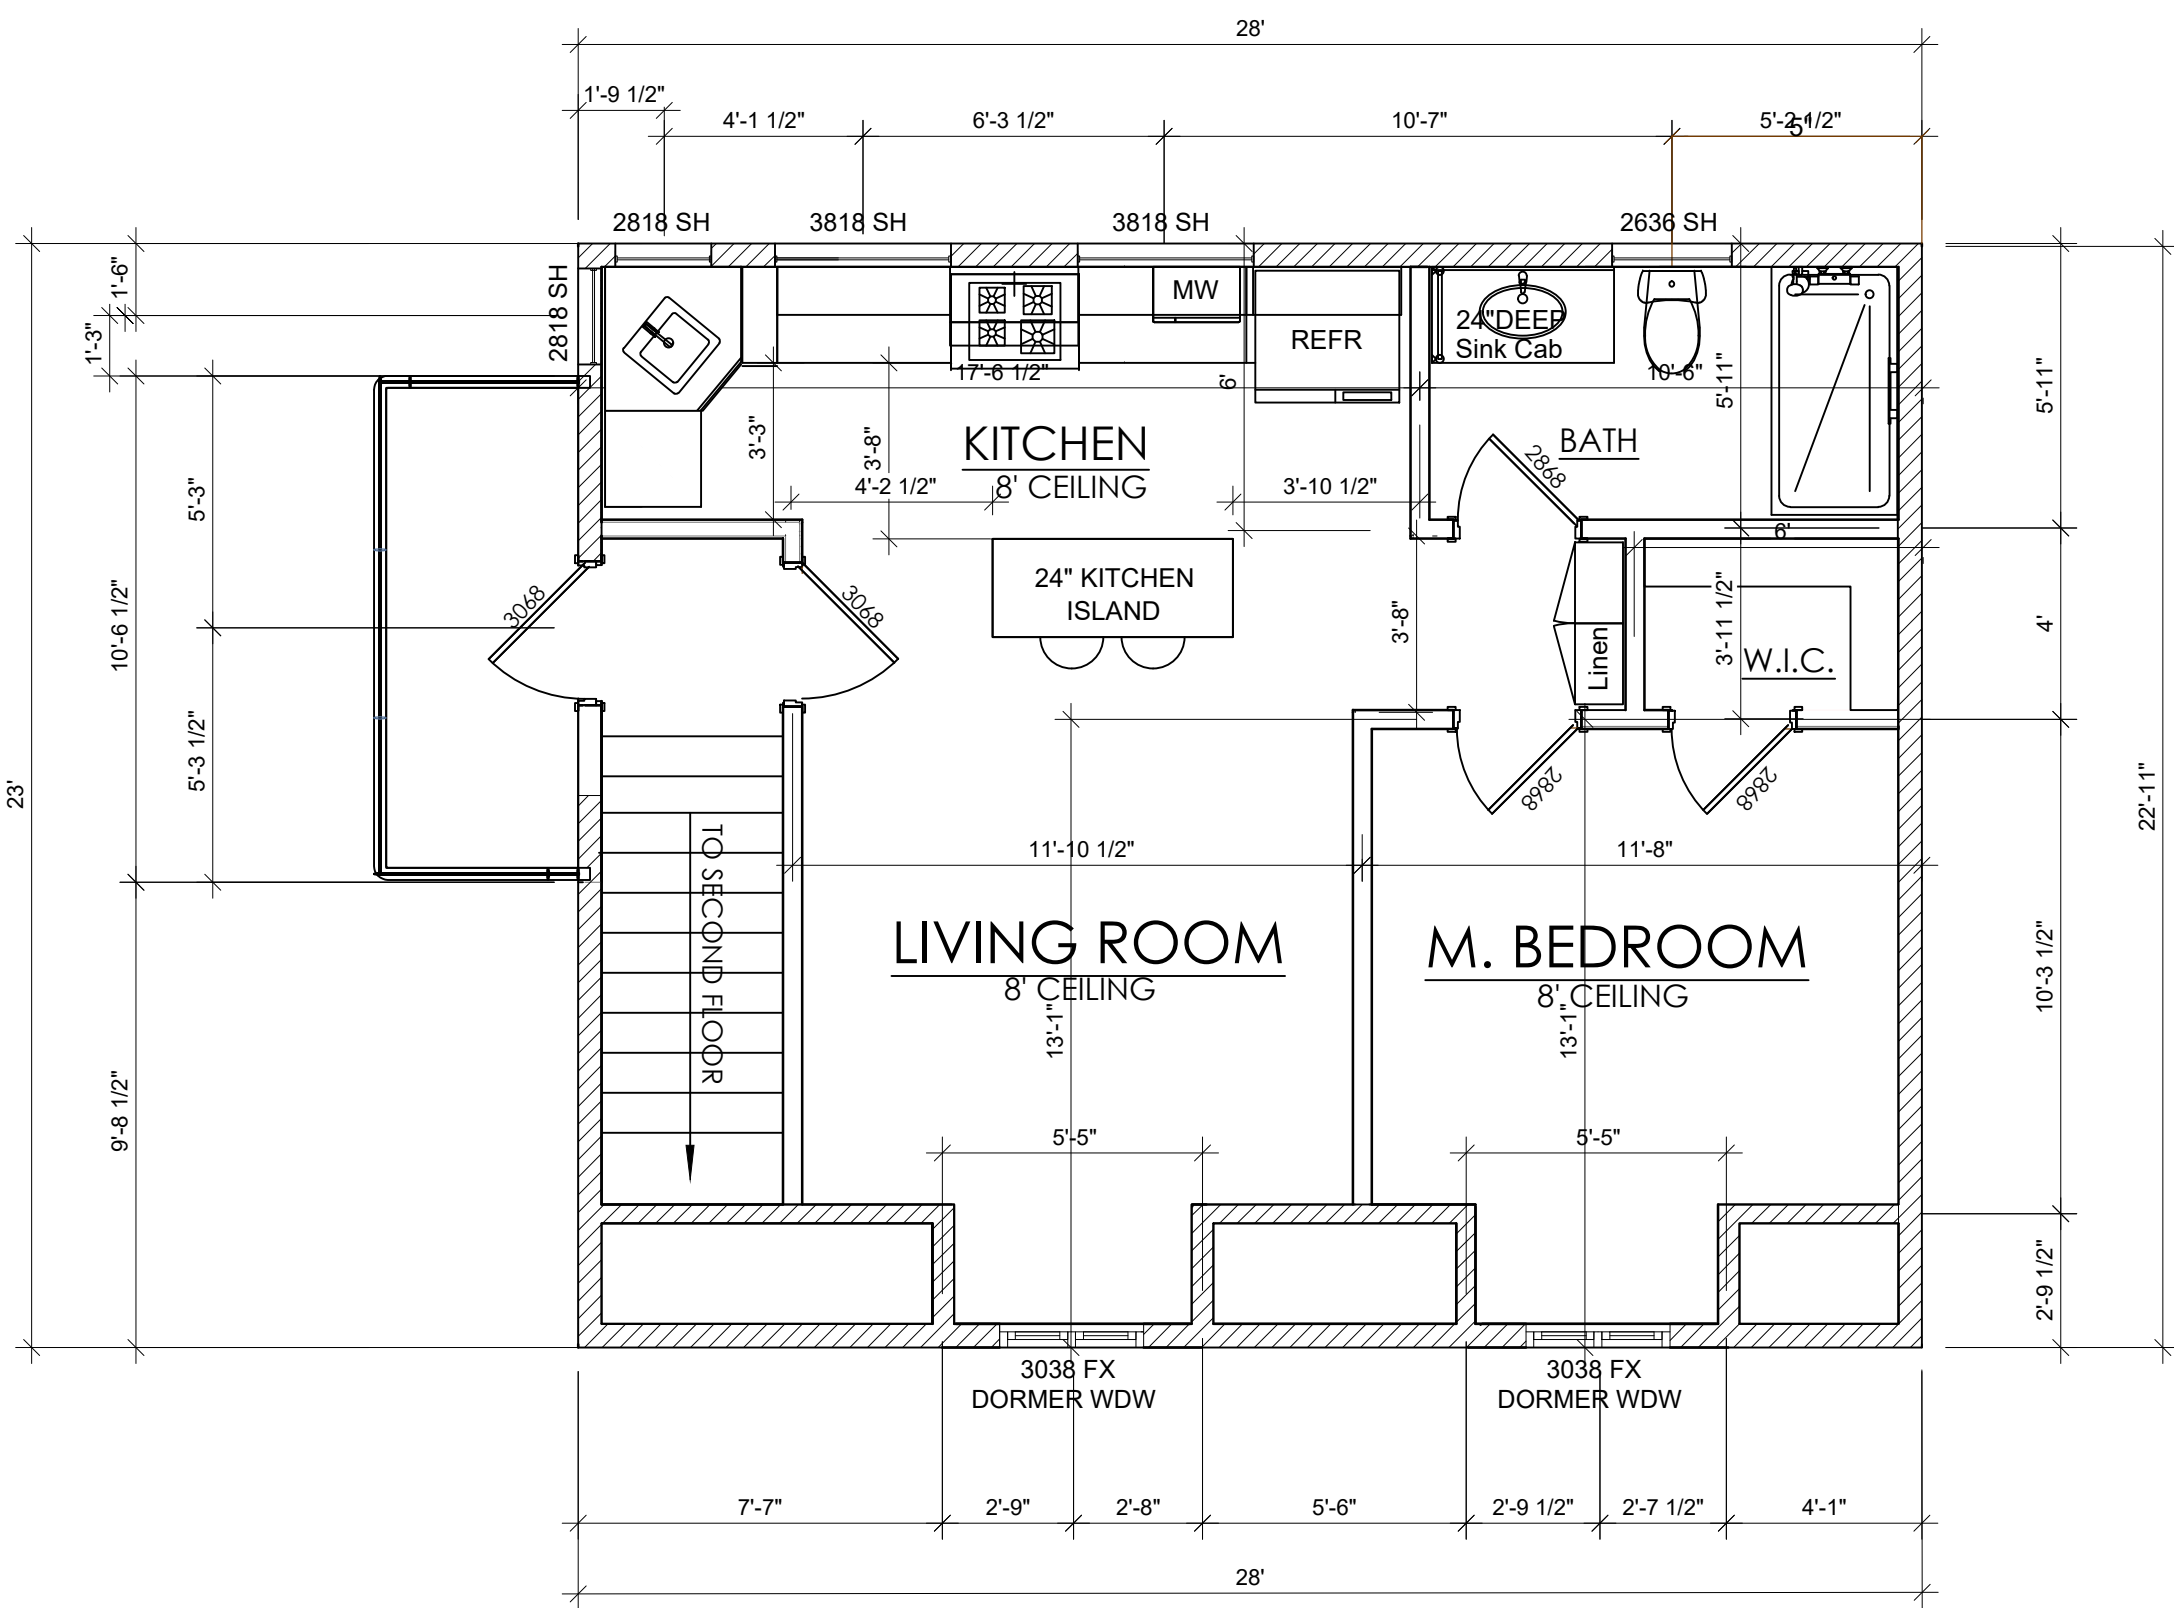 28'
1'-9 1/2"
4'-1 1/2"
6'-3 1/2"
10'-7"
5'-2 1/2"
5'
2818 SH
3818 SH
3818 SH
2636 SH
2818 SH
1'-6"
1'-3"
MW
REFR
24"DEEP
Sink Cab
17'-6 1/2"
6'
10'-6"
5'-11"
5'-11"
KITCHEN
8' CEILING
BATH
2868
3'-3"
3'-8"
4'-2 1/2"
3'-10 1/2"
5'-3"
6'
24" KITCHEN
ISLAND
3068
3068
10'-6 1/2"
3'-8"
Linen
3'-11 1/2"
W.I.C.
4'
5'-3 1/2"
23'
22'-11"
2868
2868
TO SECOND FLOOR
11'-10 1/2"
11'-8"
LIVING ROOM
8' CEILING
M. BEDROOM
8' CEILING
13'-1"
13'-1"
10'-3 1/2"
9'-8 1/2"
5'-5"
5'-5"
2'-9 1/2"
3038 FX
DORMER WDW
3038 FX
DORMER WDW
7'-7"
2'-9"
2'-8"
5'-6"
2'-9 1/2"
2'-7 1/2"
4'-1"
28'